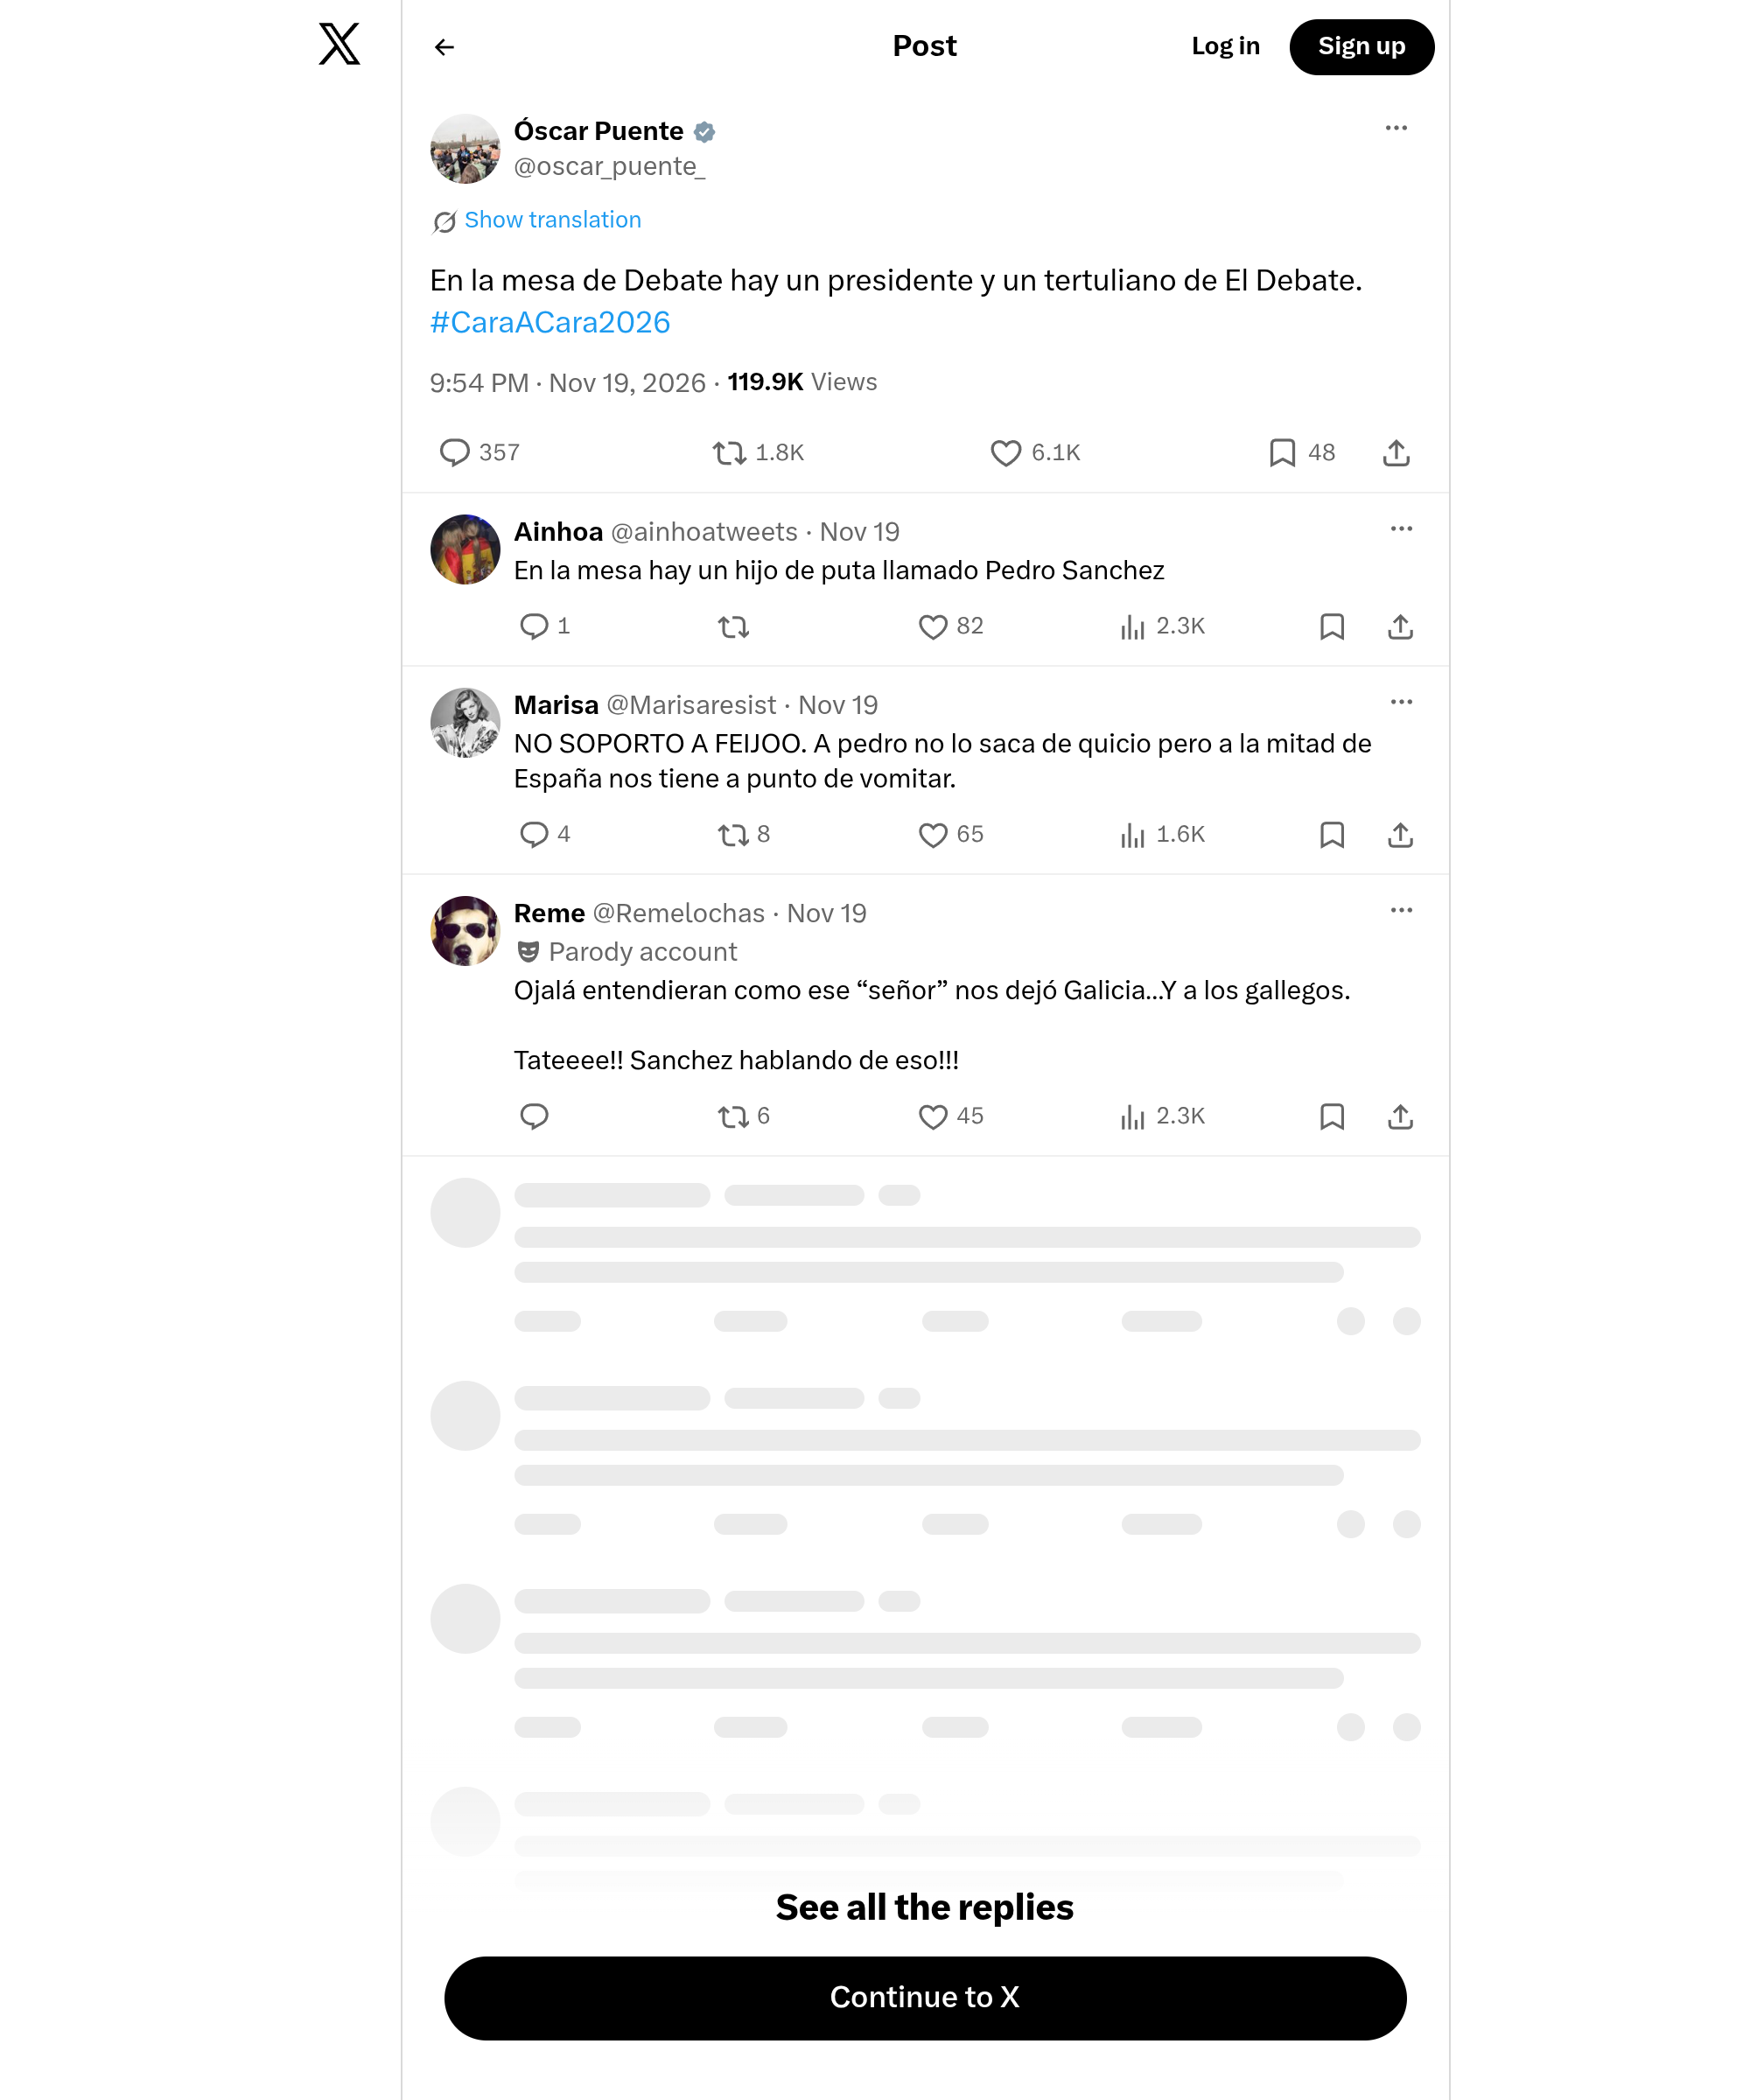 Post
Log in
Sign up
Óscar Puente
@oscar_puente_
Show translation
En la mesa de Debate hay un presidente y un tertuliano de El Debate.
#CaraACara2026
9:54 PM · Nov 19, 2026 · 119.9K Views
357 1.8K 6.1K 48
Ainhoa @ainhoatweets · Nov 19
En la mesa hay un hijo de puta llamado Pedro Sanchez
1 82 2.3K
Marisa @Marisaresist · Nov 19
NO SOPORTO A FEIJOO. A pedro no lo saca de quicio pero a la mitad de
España nos tiene a punto de vomitar.
4 8 65 1.6K
Reme @Remelochas · Nov 19
Parody account
Ojalá entendieran como ese “señor” nos dejó Galicia...Y a los gallegos.
Tateeee!! Sanchez hablando de eso!!!
6 45 2.3K
See all the replies
Continue to X